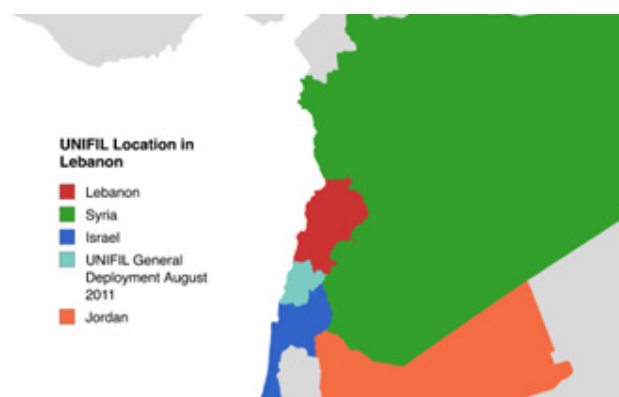 UNIFIL Location in
Lebanon
Lebanon
Syria
Israel
UNIFIL General
Deployment August
2011
Jordan